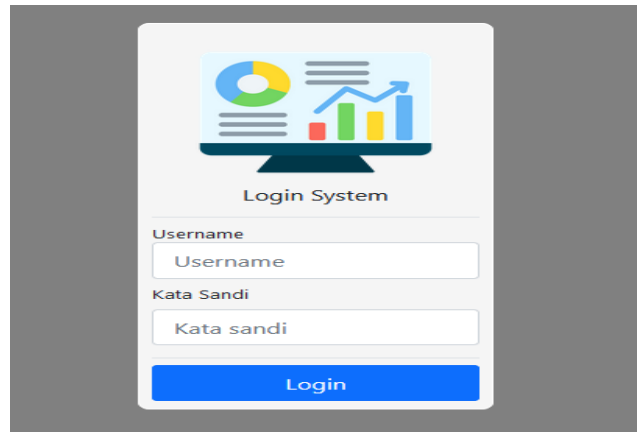 Login System
Username
Username
Kata Sandi
Kata sandi
Login